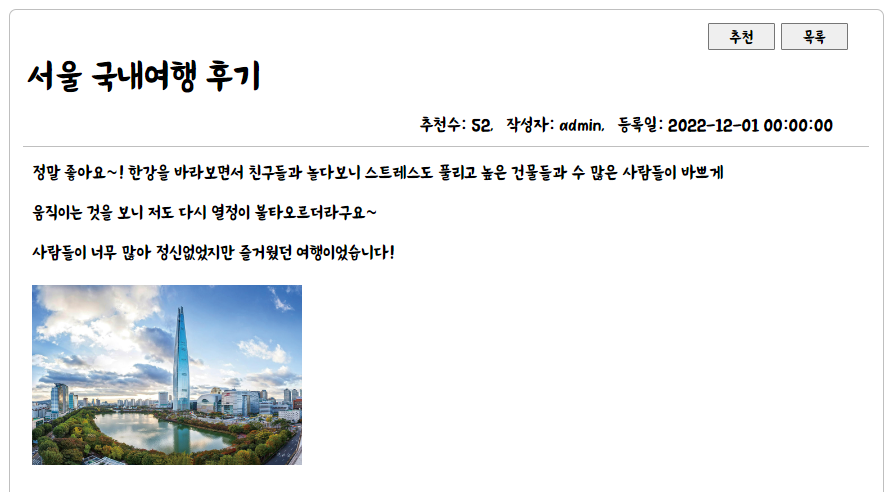 추천 목록
서울 국내여행 후기
추천수: 52, 작성자: admin, 등록일: 2022-12-01 00:00:00
정말 좋아요~! 한강을 바라보면서 친구들과 놀다보니 스트레스도 풀리고 높은 건물들과 수 많은 사람들이 바쁘게
움직이는 것을 보니 저도 다시 열정이 불타오르더라구요~
사람들이 너무 많아 정신없었지만 즐거웠던 여행이었습니다!